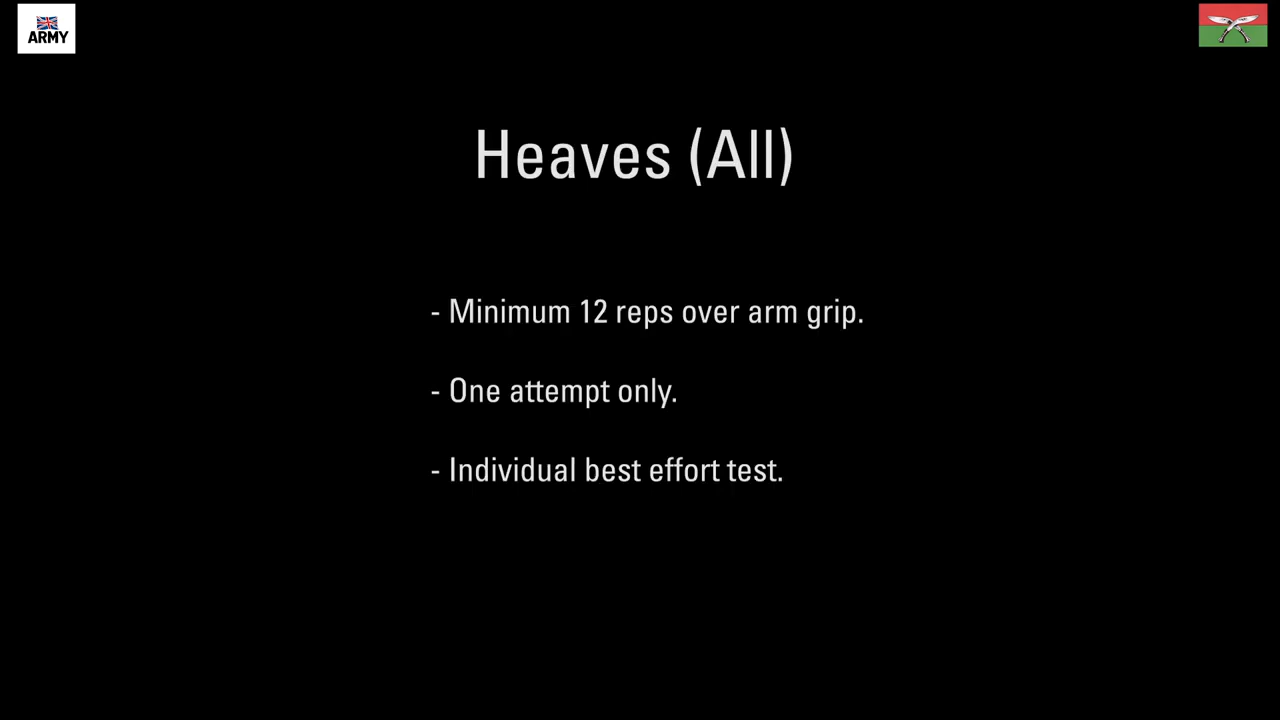 ARMY
Heaves (All)
- Minimum 12 reps over arm grip.
- One attempt only.
- Individual best effort test.